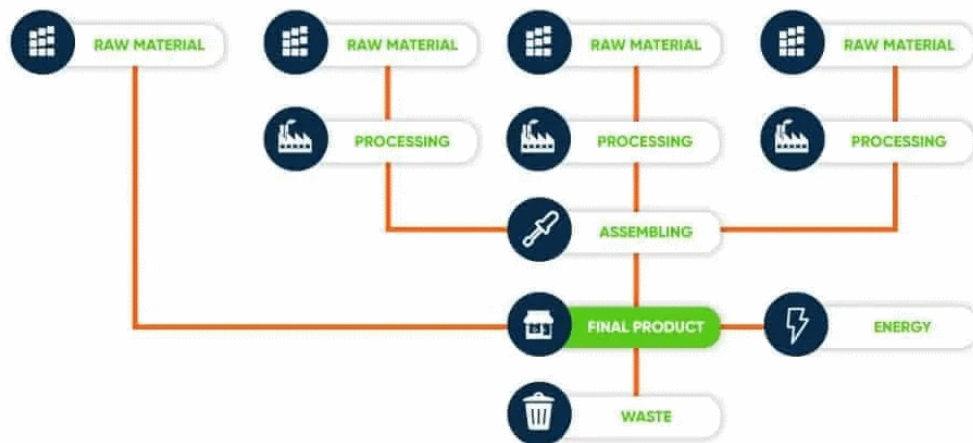 RAW MATERIAL
RAW MATERIAL
RAW MATERIAL
RAW MATERIAL
PROCESSING
PROCESSING
PROCESSING
ASSEMBLING
FINAL PRODUCT
ENERGY
WASTE